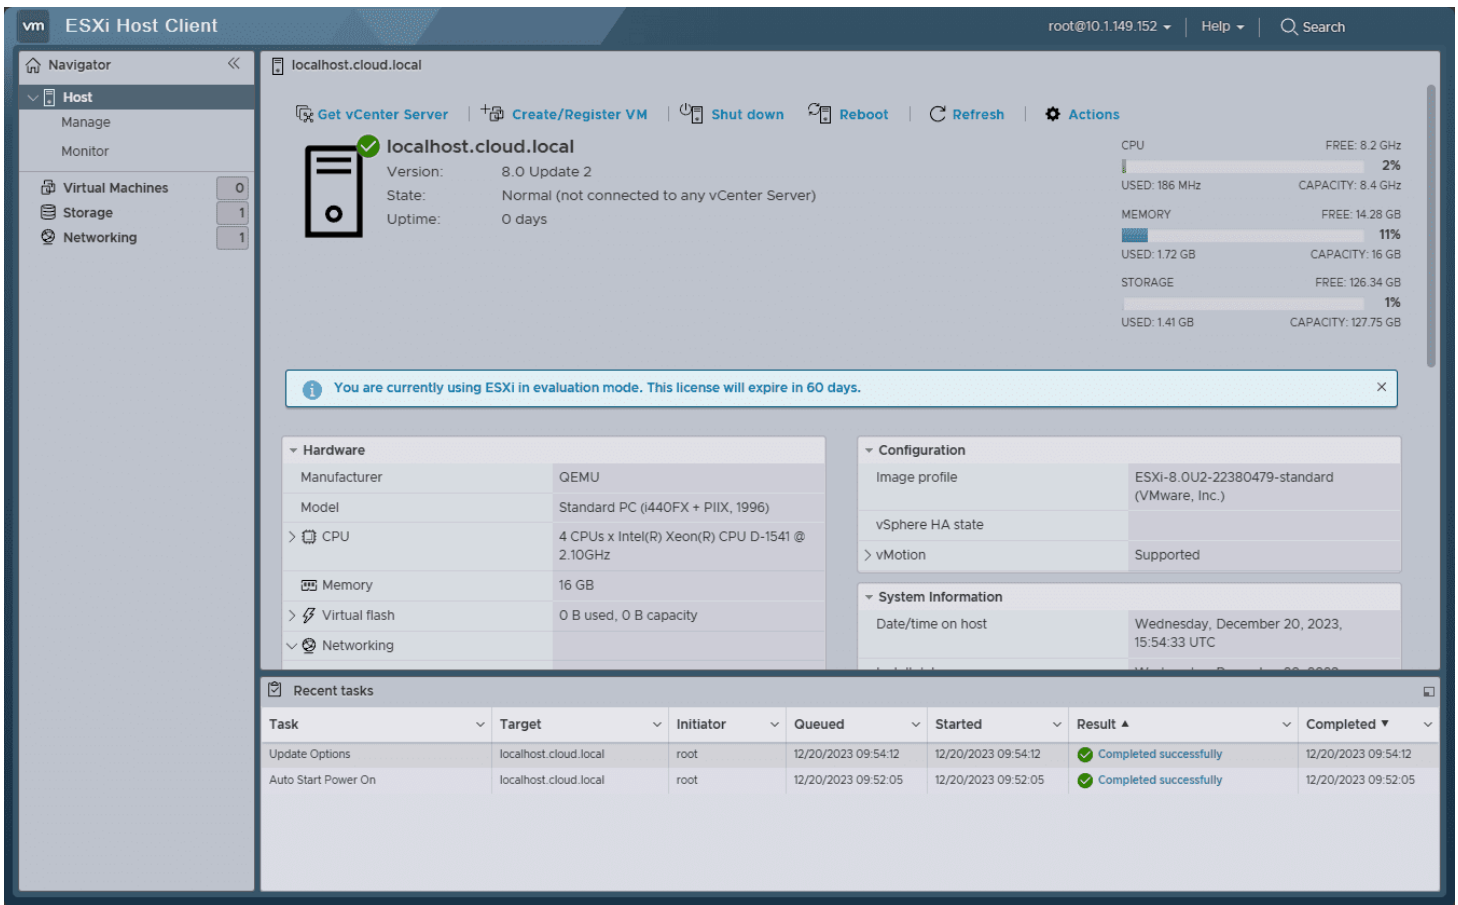 vm ESXi Host Client
root@10.1.149.152 Help Search
Navigator
Host
Manage
Monitor
Virtual Machines 0
Storage 1
Networking 1
localhost.cloud.local
Get vCenter Server Create/Register VM Shut down Reboot Refresh Actions
localhost.cloud.local
Version: 8.0 Update 2
State: Normal (not connected to any vCenter Server)
Uptime: 0 days
CPU FREE: 8.2 GHz
2%
USED: 186 MHz CAPACITY: 8.4 GHz
MEMORY FREE: 14.28 GB
11%
USED: 1.72 GB CAPACITY: 16 GB
STORAGE FREE: 126.34 GB
1%
USED: 1.41 GB CAPACITY: 127.75 GB
You are currently using ESXi in evaluation mode. This license will expire in 60 days.
Hardware
Manufacturer QEMU
Model Standard PC (i440FX + PIIX, 1996)
CPU 4 CPUs x Intel(R) Xeon(R) CPU D-1541 @
2.10GHz
Memory 16 GB
Virtual flash 0 B used, 0 B capacity
Networking
Configuration
Image profile ESXi-8.0U2-22380479-standard
(VMware, Inc.)
vSphere HA state
vMotion Supported
System Information
Date/time on host Wednesday, December 20, 2023,
15:54:33 UTC
Recent tasks
Task Target Initiator Queued Started Result Completed
Update Options localhost.cloud.local root 12/20/2023 09:54:12 12/20/2023 09:54:12 Completed successfully 12/20/2023 09:54:12
Auto Start Power On localhost.cloud.local root 12/20/2023 09:52:05 12/20/2023 09:52:05 Completed successfully 12/20/2023 09:52:05